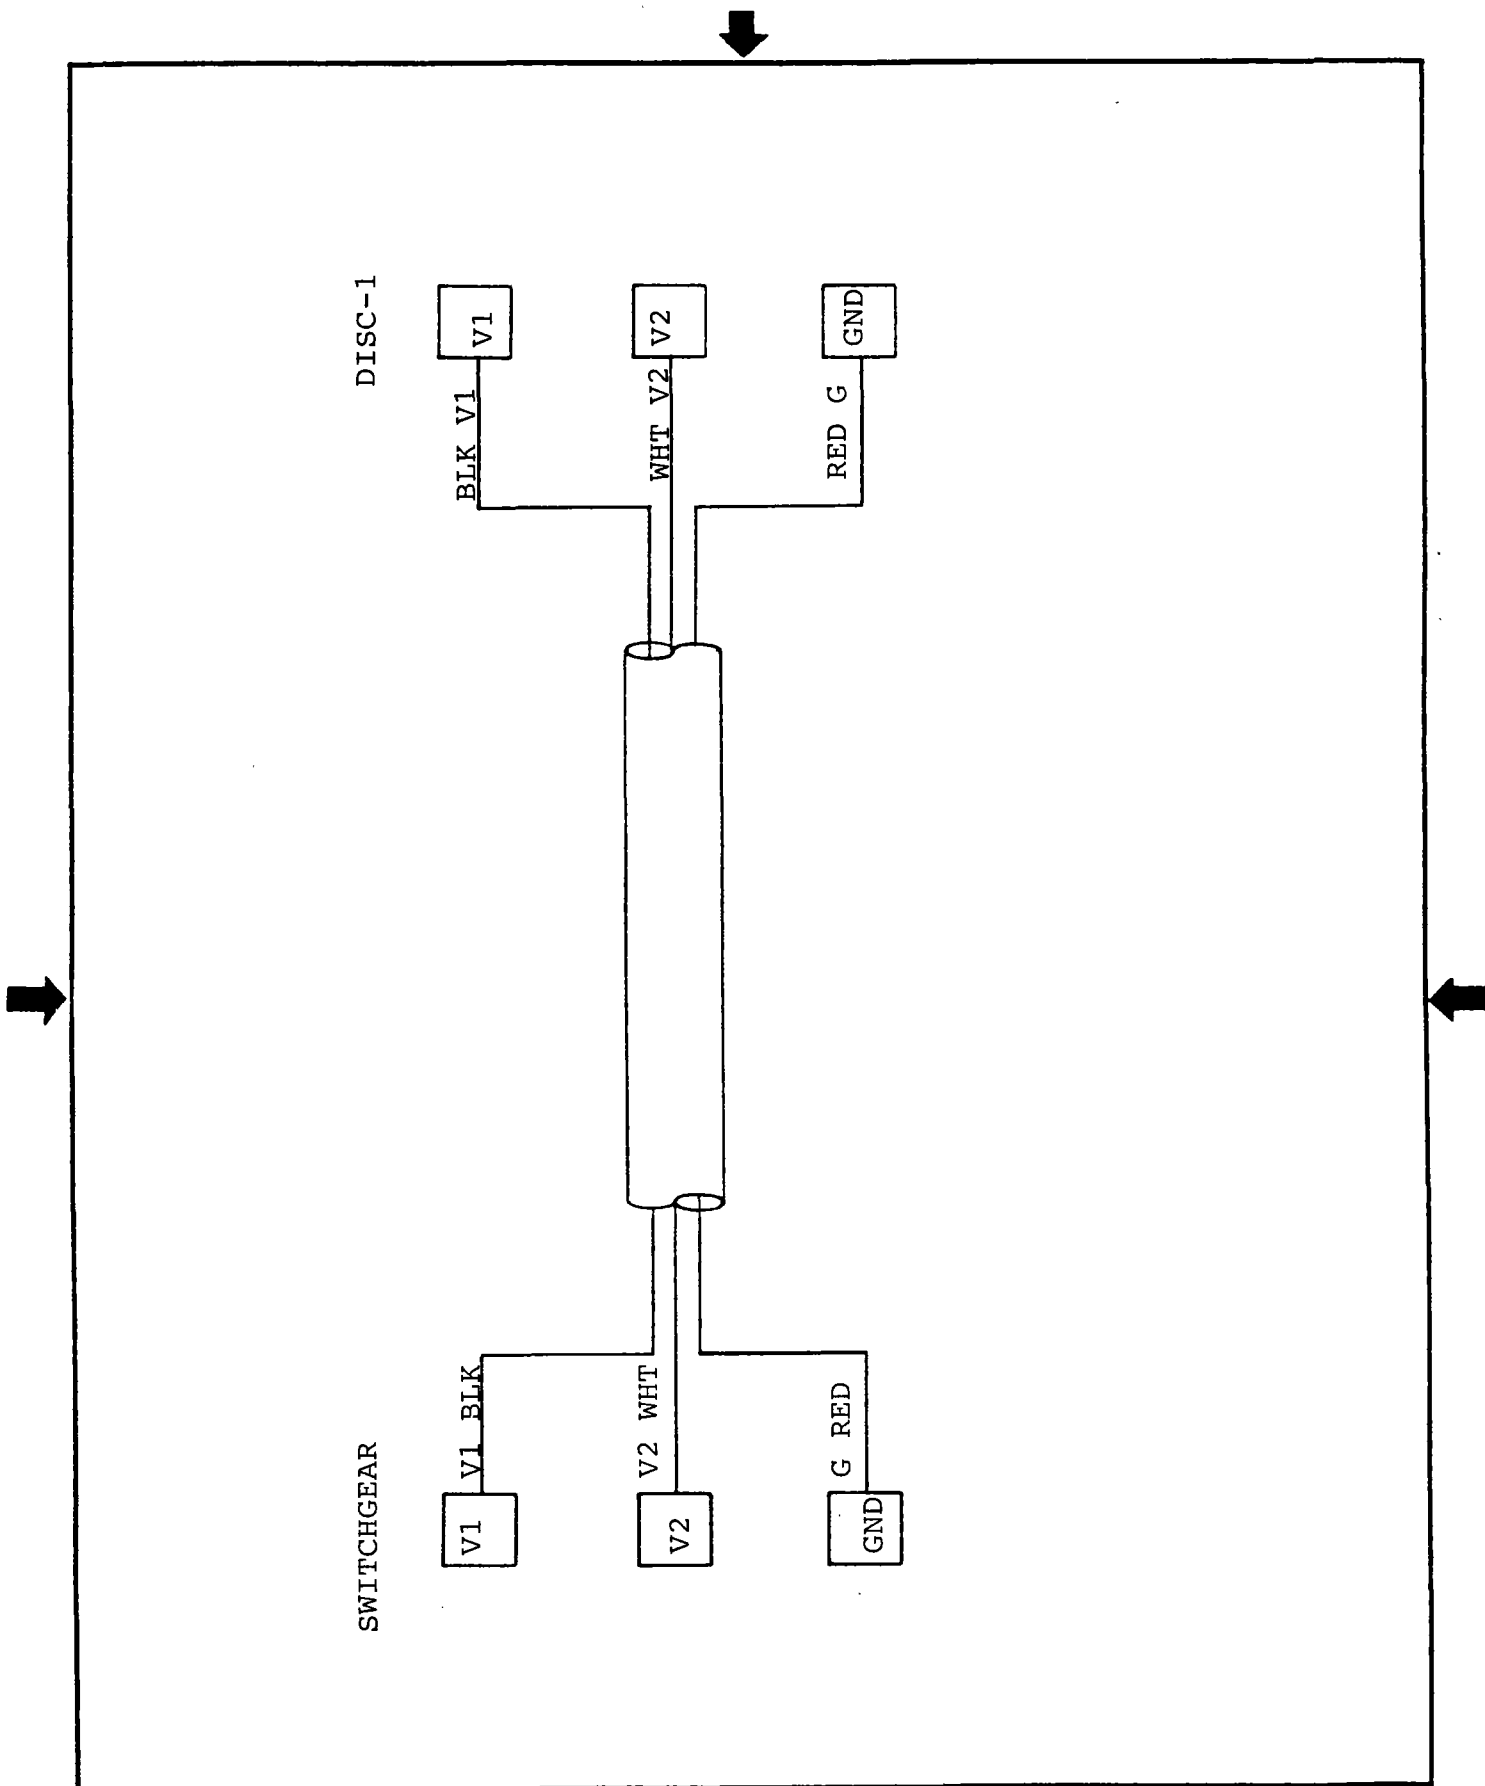 SWITCHGEAR
DISC-1
V1
V1 BLK
BLK V1
V1
V2
V2 WHT
WHT V2
V2
GND
G RED
RED G
GND